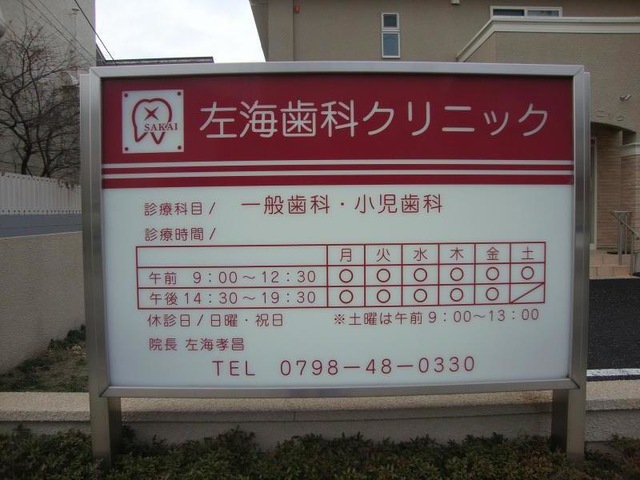 SAKAI
左海歯科クリニック
診療科目/ 一般歯科・小児歯科
診療時間/
月 火 水 木 金 土
午前 9:00〜12:30 ○ ○ ○ ○ ○ ○
午後 14:30〜19:30 ○ ○ ○ ○ ○ /
休診日/日曜・祝日 ※土曜は午前9:00〜13:00
院長 左海孝昌
TEL 0798-48-0330